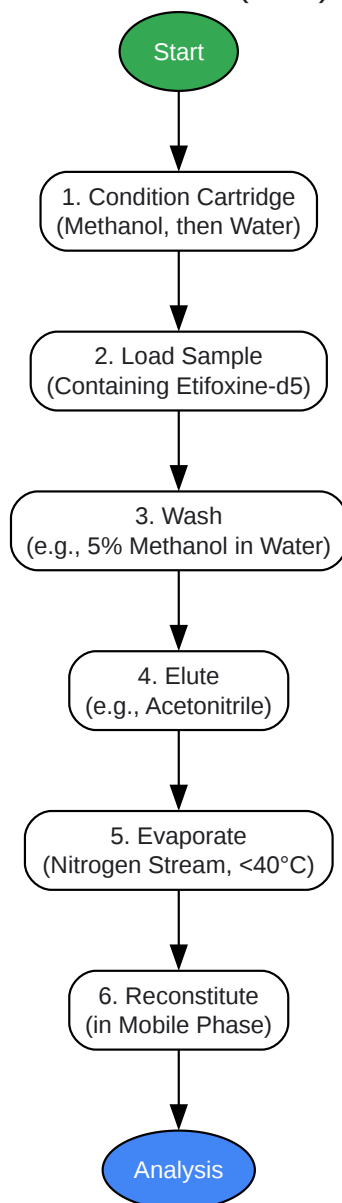 Start
1. Condition Cartridge
(Methanol, then Water)
2. Load Sample
(Containing Etifoxine-d5)
3. Wash
(e.g., 5% Methanol in Water)
4. Elute
(e.g., Acetonitrile)
5. Evaporate
(Nitrogen Stream, <40°C)
6. Reconstitute
(in Mobile Phase)
Analysis